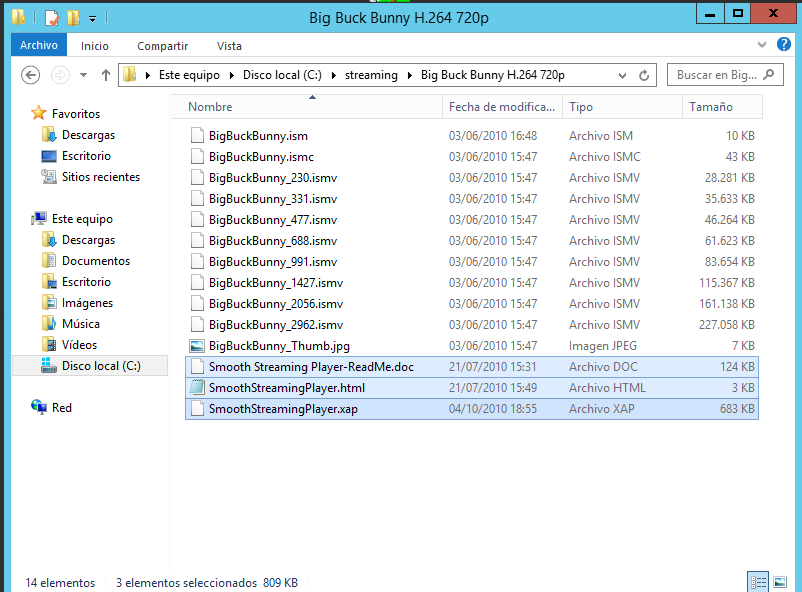 Big Buck Bunny H.264 720p
Archivo Inicio Compartir Vista
Este equipo Disco local (C:) streaming Big Buck Bunny H.264 720p Buscar en Big...
Favoritos
Descargas
Escritorio
Sitios recientes
Este equipo
Descargas
Documentos
Escritorio
Imágenes
Música
Vídeos
Disco local (C:)
Red
Nombre Fecha de modifica... Tipo Tamaño
BigBuckBunny.ism 03/06/2010 16:48 Archivo ISM 10 KB
BigBuckBunny.ismc 03/06/2010 15:47 Archivo ISMC 43 KB
BigBuckBunny_230.ismv 03/06/2010 15:47 Archivo ISMV 28.281 KB
BigBuckBunny_331.ismv 03/06/2010 15:47 Archivo ISMV 35.633 KB
BigBuckBunny_477.ismv 03/06/2010 15:47 Archivo ISMV 46.264 KB
BigBuckBunny_688.ismv 03/06/2010 15:47 Archivo ISMV 61.623 KB
BigBuckBunny_991.ismv 03/06/2010 15:47 Archivo ISMV 83.654 KB
BigBuckBunny_1427.ismv 03/06/2010 15:47 Archivo ISMV 115.367 KB
BigBuckBunny_2056.ismv 03/06/2010 15:47 Archivo ISMV 161.138 KB
BigBuckBunny_2962.ismv 03/06/2010 15:47 Archivo ISMV 227.058 KB
BigBuckBunny_Thumb.jpg 03/06/2010 15:47 Imagen JPEG 7 KB
Smooth Streaming Player-ReadMe.doc 21/07/2010 15:31 Archivo DOC 124 KB
SmoothStreamingPlayer.html 21/07/2010 15:49 Archivo HTML 3 KB
SmoothStreamingPlayer.xap 04/10/2010 18:55 Archivo XAP 683 KB
14 elementos 3 elementos seleccionados 809 KB